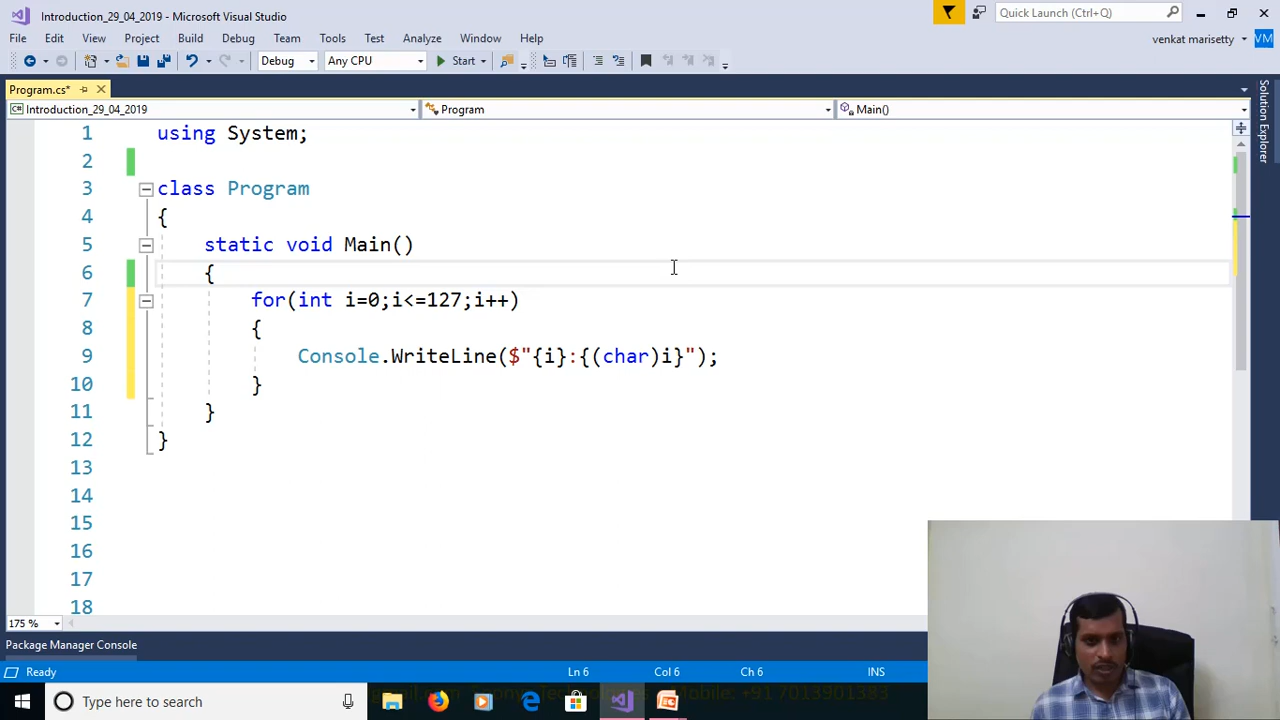 Introduction_29_04_2019 - Microsoft Visual Studio
Quick Launch (Ctrl+Q)
File Edit View Project Build Debug Team Tools Test Analyze Window Help
venkat marisetty
VM
Debug
Any CPU
Start
Program.cs*
Introduction_29_04_2019
Program
Main()
Solution Explorer
1 using System;
2
3 class Program
4 {
5 static void Main()
6 {
7 for(int i=0;i<=127;i++)
8 {
9 Console.WriteLine($"{i}:{(char)i}");
10 }
11 }
12 }
13
14
15
16
17
18
175 %
Package Manager Console
Ready
Ln 6
Col 6
Ch 6
INS
Type here to search
Mobile: +91 7013901383